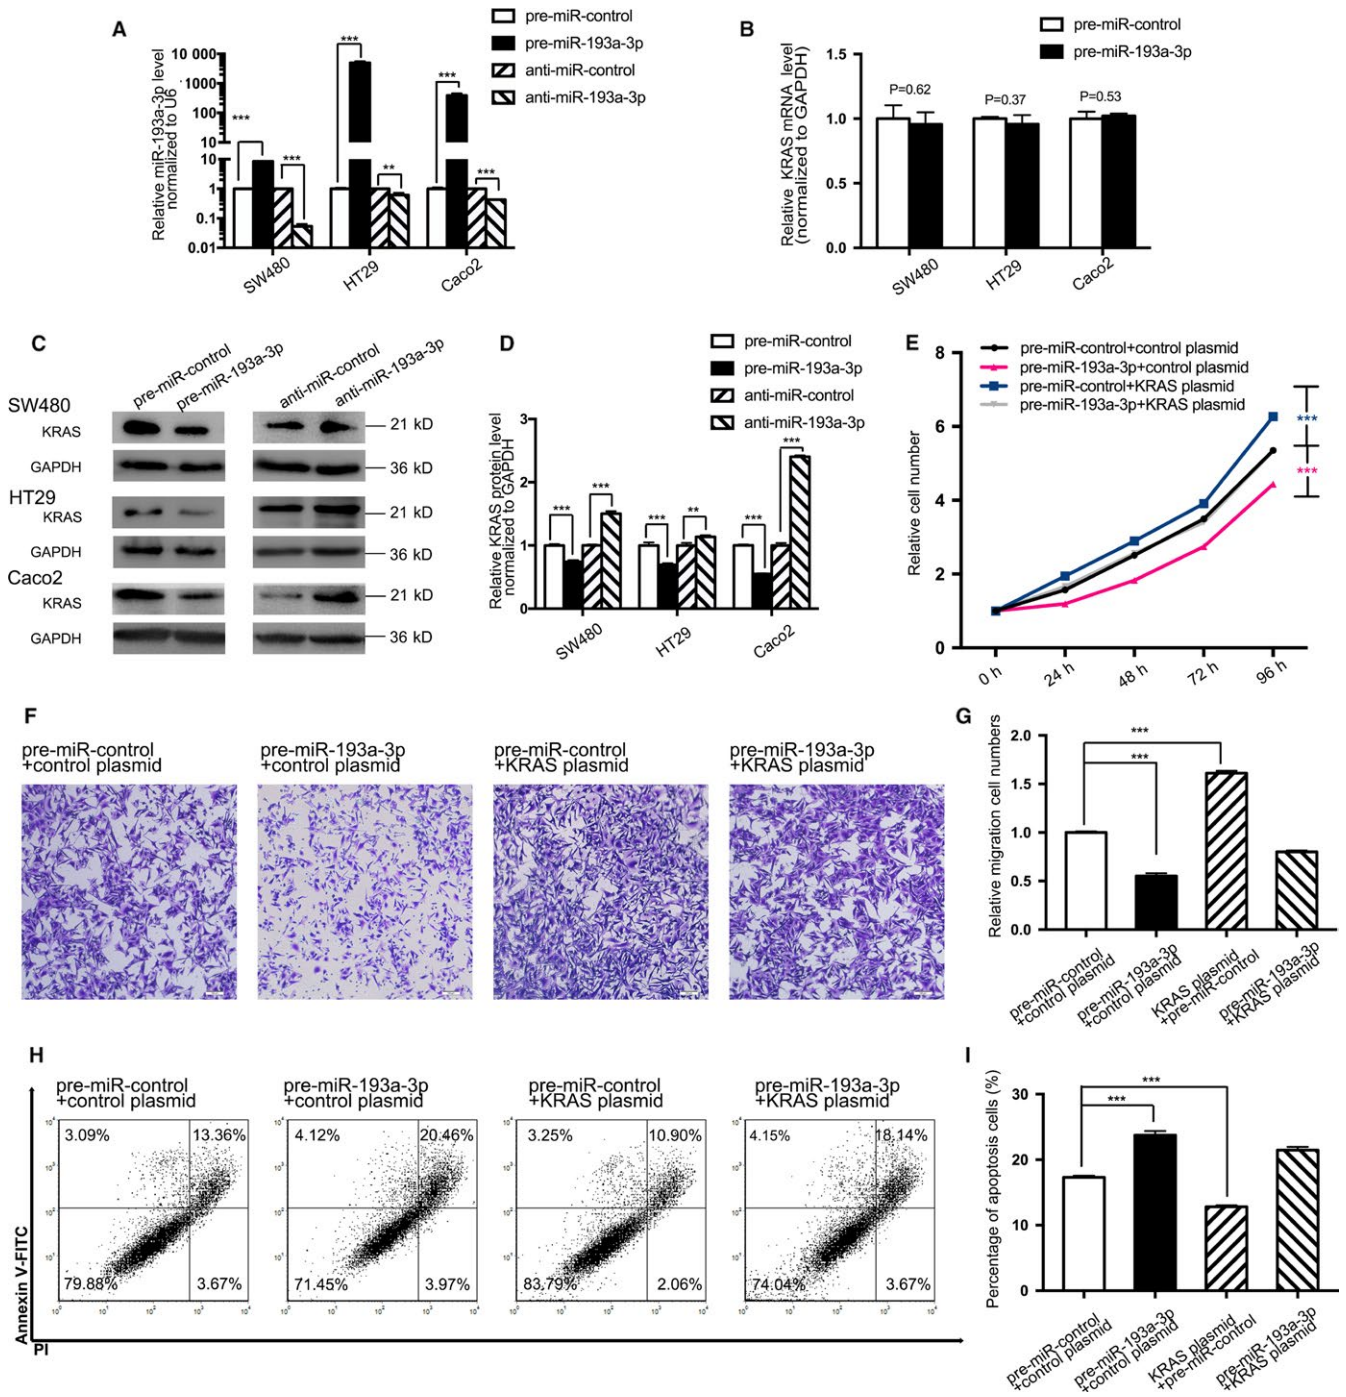 A
Relative miR-193a-3p level
normalized to U6
10 000
1000
100
10
10
1
0.1
0.01
***
***
***
**
***
***
SW480
HT29
Caco2
pre-miR-control
pre-miR-193a-3p
anti-miR-control
anti-miR-193a-3p
B
Relative KRAS mRNA level
(normalized to GAPDH)
1.5
1.0
0.5
0.0
P=0.62
P=0.37
P=0.53
SW480
HT29
Caco2
pre-miR-control
pre-miR-193a-3p
C
pre-miR-control
pre-miR-193a-3p
anti-miR-control
anti-miR-193a-3p
SW480
KRAS
21 kD
GAPDH
36 kD
HT29
KRAS
21 kD
GAPDH
36 kD
Caco2
KRAS
21 kD
GAPDH
36 kD
D
pre-miR-control
pre-miR-193a-3p
anti-miR-control
anti-miR-193a-3p
Relative KRAS protein level
normalized to GAPDH
3
2
1
0
***
***
***
**
***
***
SW480
HT29
Caco2
E
pre-miR-control+control plasmid
pre-miR-193a-3p+control plasmid
pre-miR-control+KRAS plasmid
pre-miR-193a-3p+KRAS plasmid
Relative cell number
8
6
4
2
0
0 h
24 h
48 h
72 h
96 h
***
***
F
pre-miR-control
+control plasmid
pre-miR-193a-3p
+control plasmid
pre-miR-control
+KRAS plasmid
pre-miR-193a-3p
+KRAS plasmid
G
Relative migration cell numbers
2.0
1.5
1.0
0.5
0.0
***
***
pre-miR-control
+control plasmid
pre-miR-193a-3p
+control plasmid
KRAS plasmid
+pre-miR-control
pre-miR-193a-3p
+KRAS plasmid
H
pre-miR-control
+control plasmid
pre-miR-193a-3p
+control plasmid
pre-miR-control
+KRAS plasmid
pre-miR-193a-3p
+KRAS plasmid
3.09%
13.36%
79.88%
3.67%
4.12%
20.46%
71.45%
3.97%
3.25%
10.90%
83.79%
2.06%
4.15%
18.14%
74.04%
3.67%
Annexin V-FITC
PI
I
Percentage of apoptosis cells (%)
30
20
10
0
***
***
pre-miR-control
+control plasmid
pre-miR-193a-3p
+control plasmid
KRAS plasmid
+pre-miR-control
pre-miR-193a-3p
+KRAS plasmid